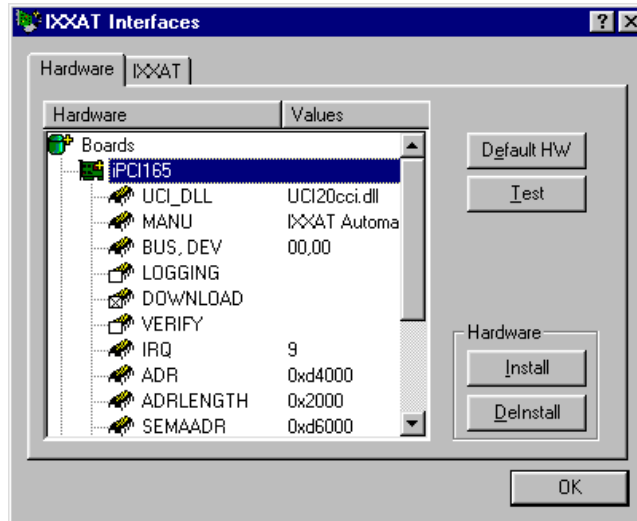 IXXAT Interfaces
Hardware IXXAT
Hardware Values
Boards
iPCI165
UCI_DLL UCI20cci.dll
MANU IXXAT Automa
BUS, DEV 00,00
LOGGING
DOWNLOAD
VERIFY
IRQ 9
ADR 0xd4000
ADRLENGTH 0x2000
SEMAADR 0xd6000
Default HW
Test
Hardware
Install
DeInstall
OK